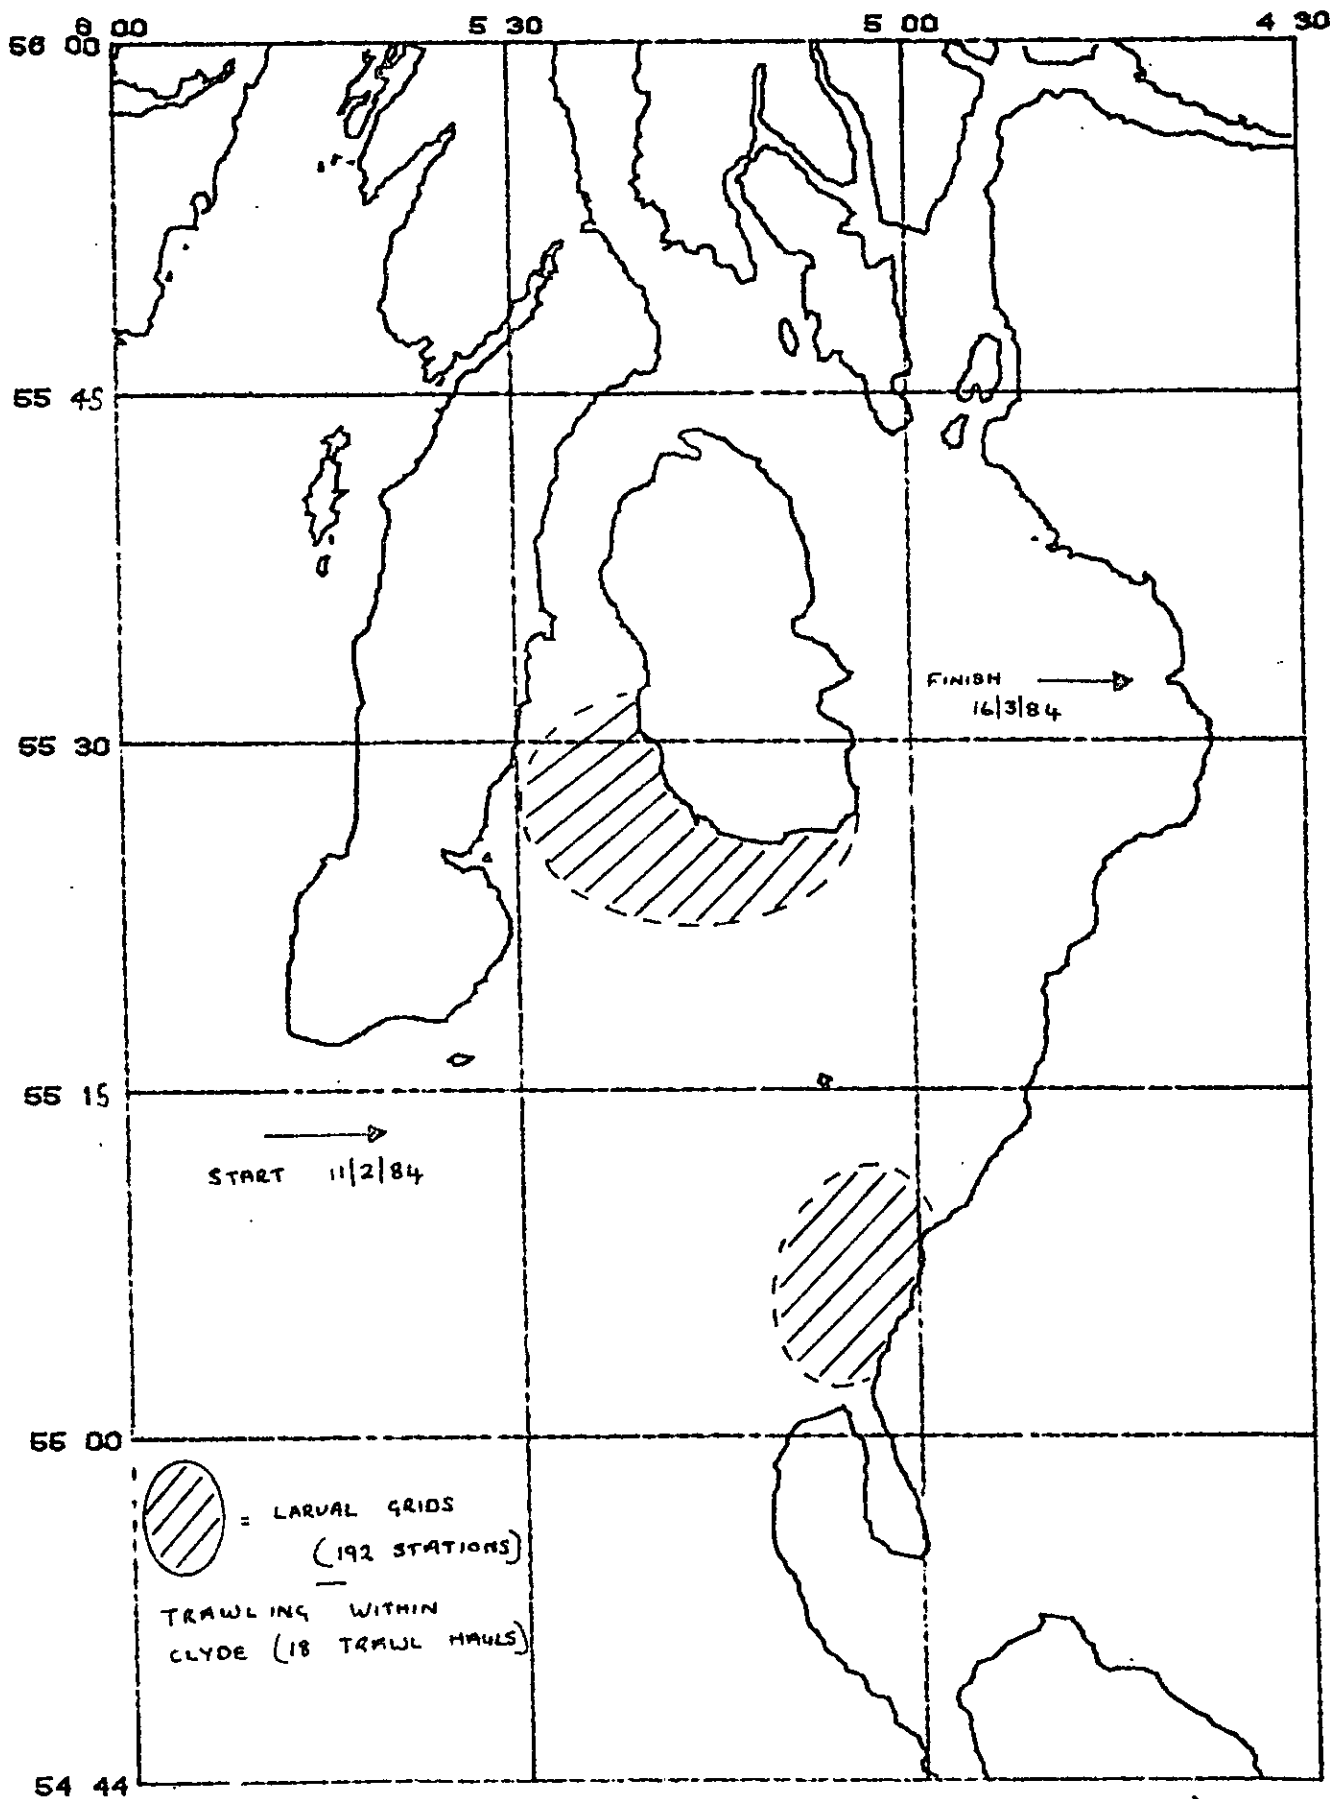 6 00 5 30 5 00 4 30
56 00
55 45
FINISH
16/3/84
55 30
55 15
START 11/2/84
55 00
= LARVAL GRIDS
(192 STATIONS)
TRAWLING WITHIN
CLYDE (18 TRAWL HAULS)
54 44